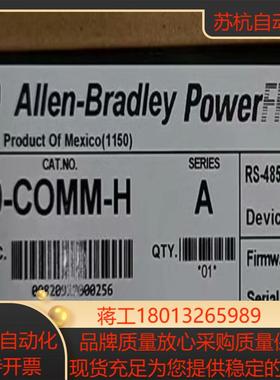 苏杭自动
Allen-Bradley Power
Product Of Mexico(1150)
CAT.NO.
SERIES
-COMM-H
A
RS-485
Device
C.
QTY.
"01"
Firmw
Serial
蒋工18013265989
自动化
品牌质量放心采购质量保
开票
现货充足为您提供稳定的